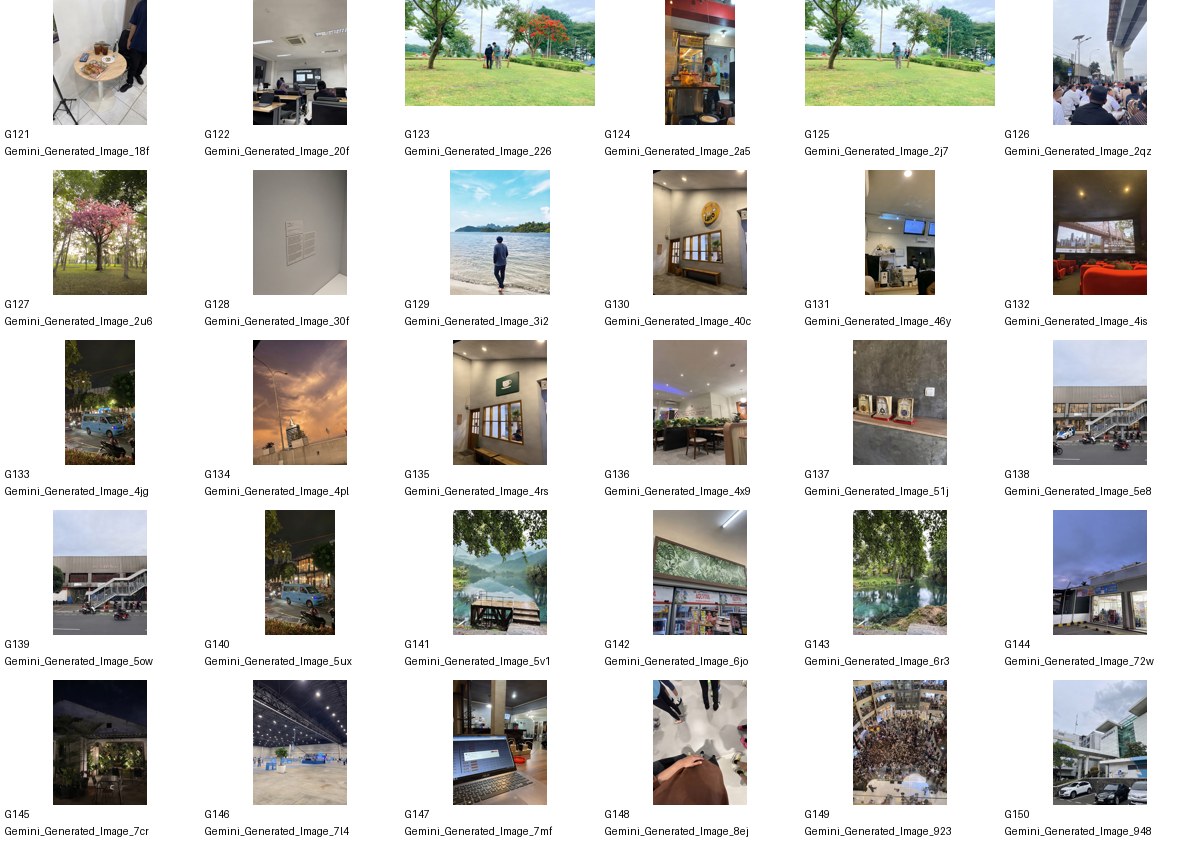 G121
G122
G123
G124
G125
G126
Gemini_Generated_Image_18f
Gemini_Generated_Image_20f
Gemini_Generated_Image_226
Gemini_Generated_Image_2a5
Gemini_Generated_Image_2j7
Gemini_Generated_Image_2qz
G127
G128
G129
G130
G131
G132
Gemini_Generated_Image_2u6
Gemini_Generated_Image_30f
Gemini_Generated_Image_3i2
Gemini_Generated_Image_40c
Gemini_Generated_Image_46y
Gemini_Generated_Image_4is
G133
G134
G135
G136
G137
G138
Gemini_Generated_Image_4jg
Gemini_Generated_Image_4pl
Gemini_Generated_Image_4rs
Gemini_Generated_Image_4x9
Gemini_Generated_Image_51j
Gemini_Generated_Image_5e8
G139
G140
G141
G142
G143
G144
Gemini_Generated_Image_5ow
Gemini_Generated_Image_5ux
Gemini_Generated_Image_5v1
Gemini_Generated_Image_6jo
Gemini_Generated_Image_6r3
Gemini_Generated_Image_72w
G145
G146
G147
G148
G149
G150
Gemini_Generated_Image_7cr
Gemini_Generated_Image_7l4
Gemini_Generated_Image_7mf
Gemini_Generated_Image_8ej
Gemini_Generated_Image_923
Gemini_Generated_Image_948